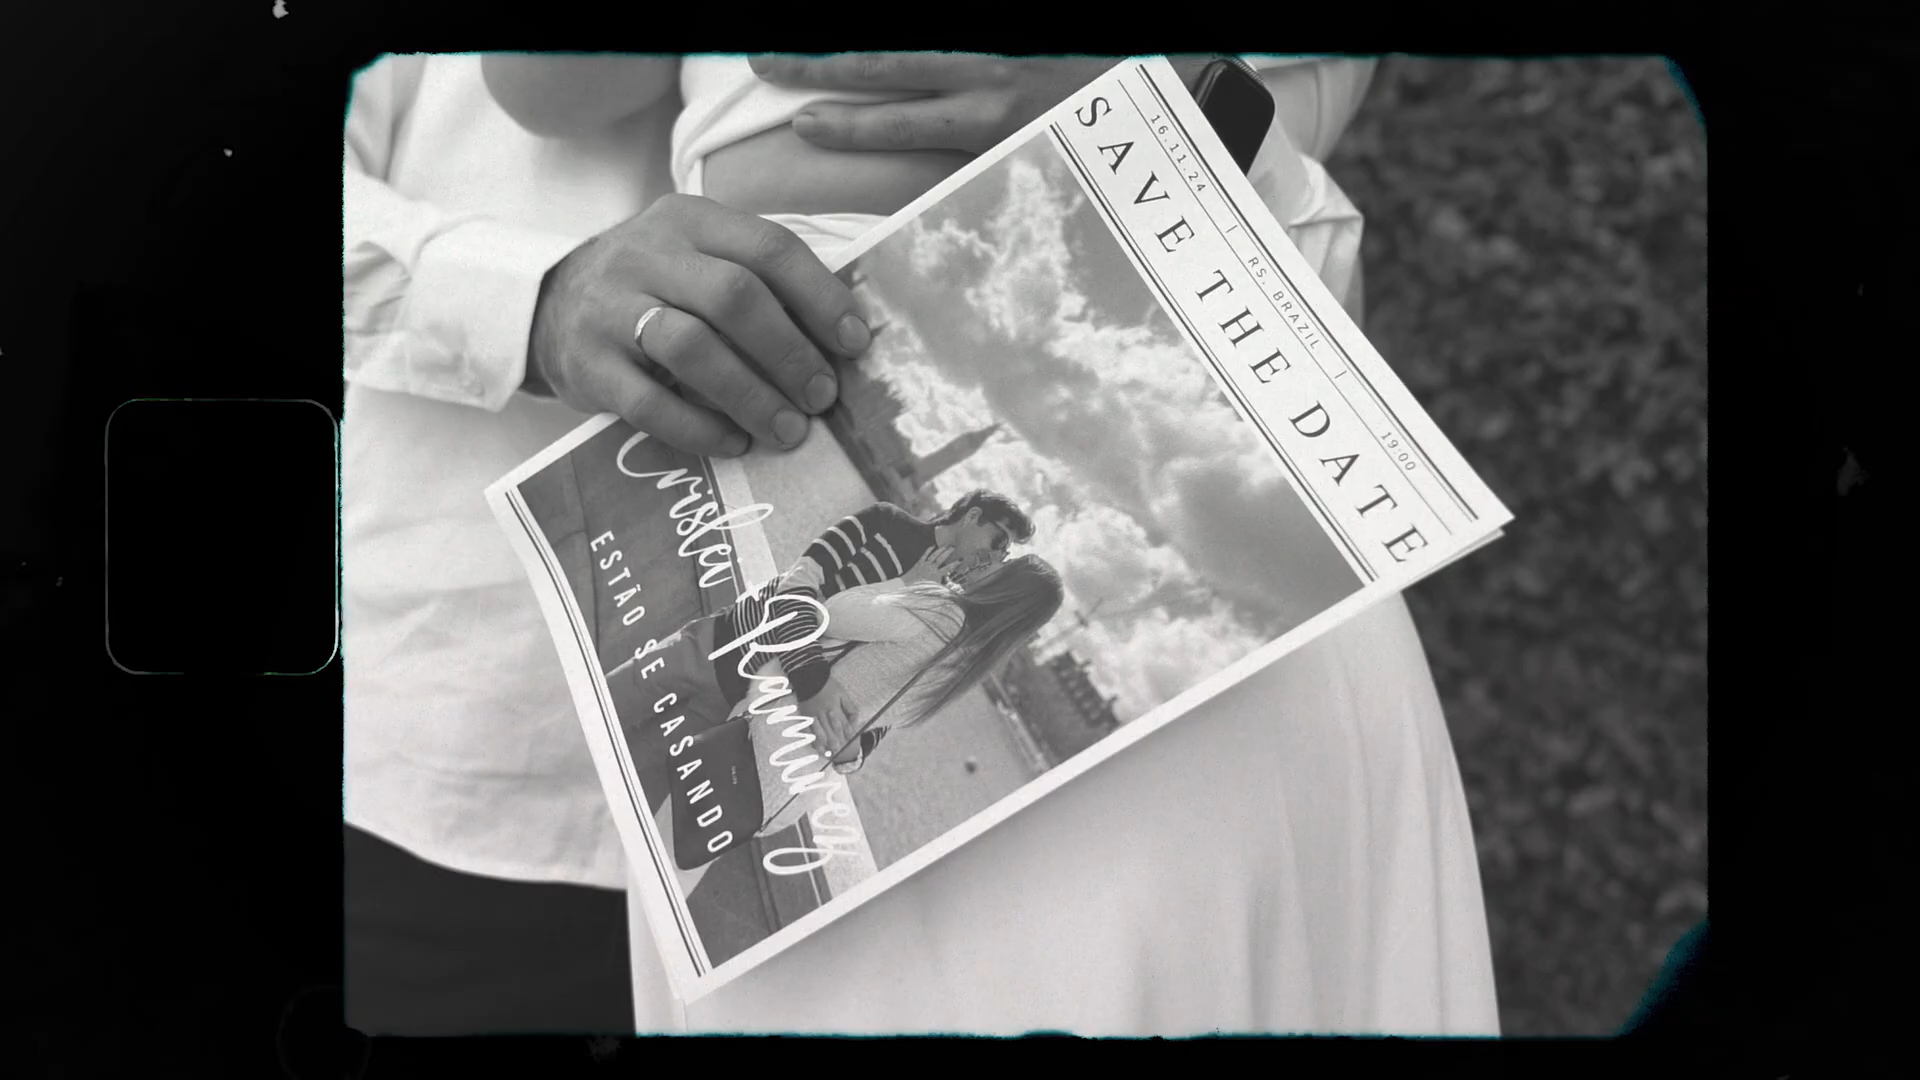 16.11.24 | RS. BRAZIL | 19:00
SAVE THE DATE
ESTÃO SE CASANDO